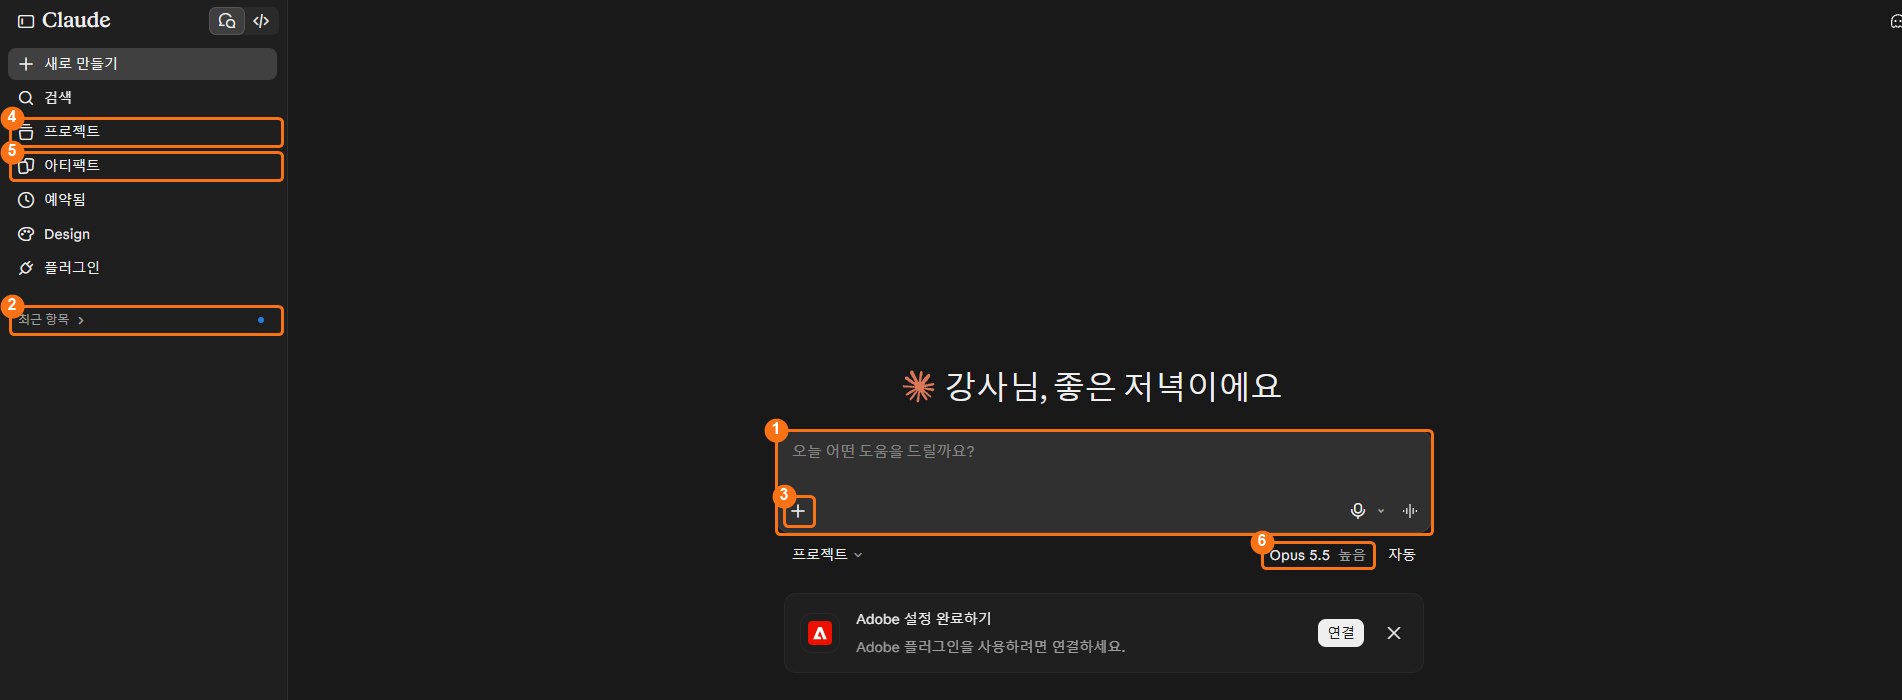 Claude
새로 만들기
검색
4
프로젝트
5
아티팩트
예약됨
Design
플러그인
2
최근 항목
강사님, 좋은 저녁이에요
1
오늘 어떤 도움을 드릴까요?
3
프로젝트
6
Opus 5.5 높음 자동
Adobe 설정 완료하기
Adobe 플러그인을 사용하려면 연결하세요.
연결